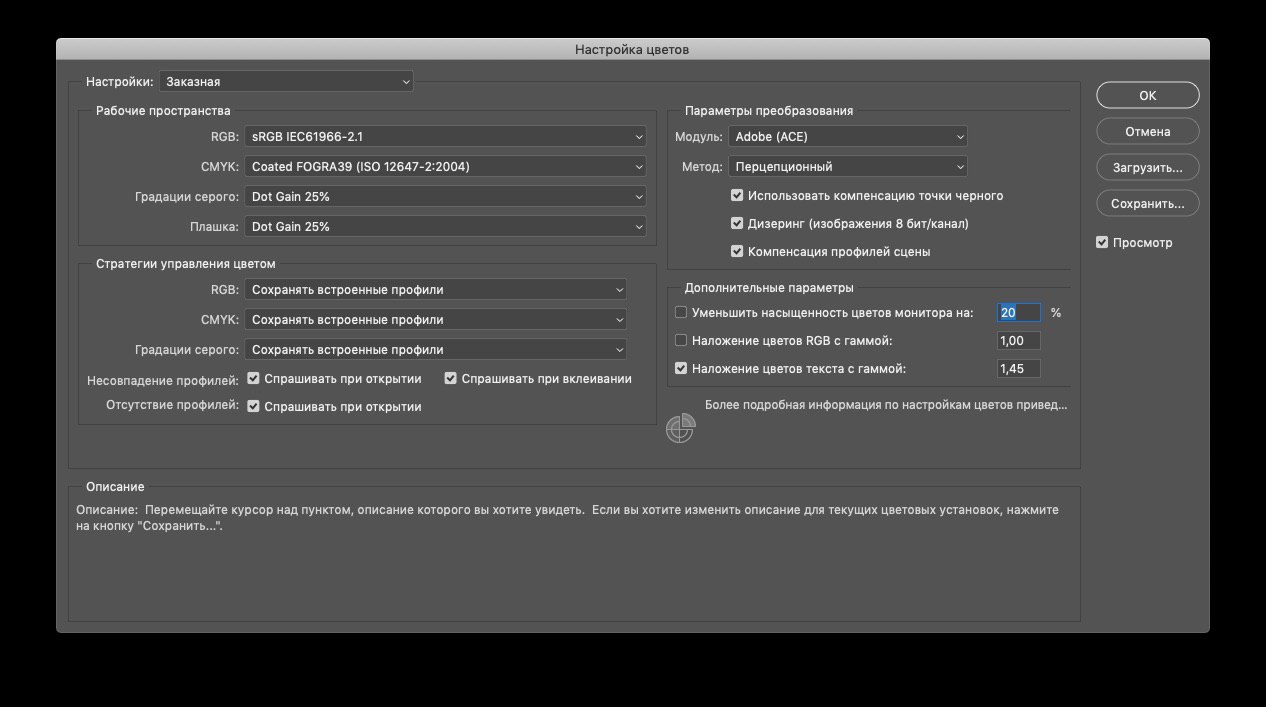 Настройка цветов
Настройки: Заказная
Рабочие пространства
RGB: sRGB IEC61966-2.1
CMYK: Coated FOGRA39 (ISO 12647-2:2004)
Градации серого: Dot Gain 25%
Плашка: Dot Gain 25%
Стратегии управления цветом
RGB: Сохранять встроенные профили
CMYK: Сохранять встроенные профили
Градации серого: Сохранять встроенные профили
Несовпадение профилей: Спрашивать при открытии Спрашивать при вклеивании
Отсутствие профилей: Спрашивать при открытии
Параметры преобразования
Модуль: Adobe (ACE)
Метод: Перцепционный
Использовать компенсацию точки черного
Дизеринг (изображения 8 бит/канал)
Компенсация профилей сцены
Дополнительные параметры
Уменьшить насыщенность цветов монитора на: 20 %
Наложение цветов RGB с гаммой: 1,00
Наложение цветов текста с гаммой: 1,45
Более подробная информация по настройкам цветов привед...
OK
Отмена
Загрузить...
Сохранить...
Просмотр
Описание
Описание: Перемещайте курсор над пунктом, описание которого вы хотите увидеть. Если вы хотите изменить описание для текущих цветовых установок, нажмите
на кнопку "Сохранить...".